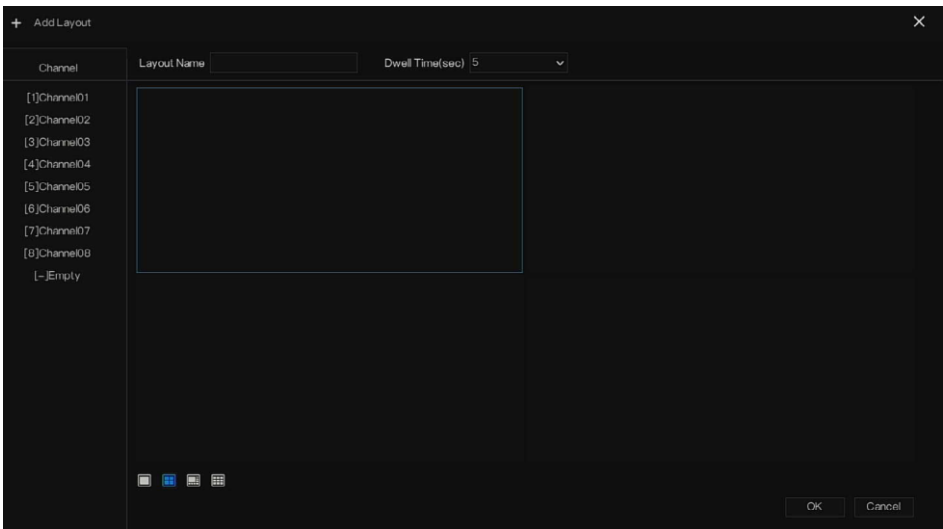 + Add Layout
Channel
Layout Name
Dwell Time(sec) 5
[1]Channel01
[2]Channel02
[3]Channel03
[4]Channel04
[5]Channel05
[6]Channel06
[7]Channel07
[8]Channel08
[-]Empty
OK
Cancel